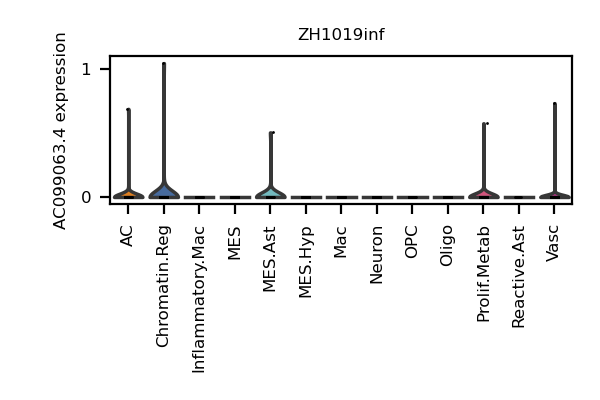 ZH1019inf
AC099063.4 expression
1
0
AC
Chromatin.Reg
Inflammatory.Mac
MES
MES.Ast
MES.Hyp
Mac
Neuron
OPC
Oligo
Prolif.Metab
Reactive.Ast
Vasc